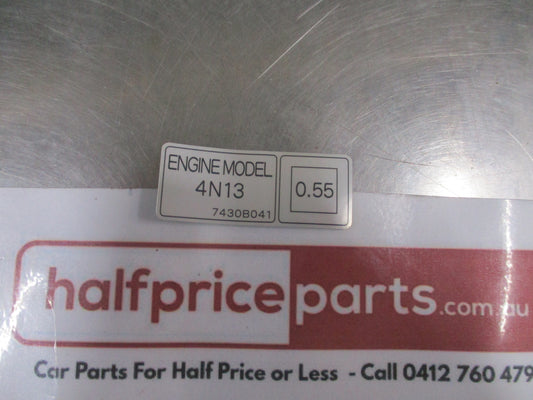 ENGINE MODEL
4N13
7430B041
0.55
halfpriceparts.com.au
Car Parts For Half Price or Less - Call 0412 760 479